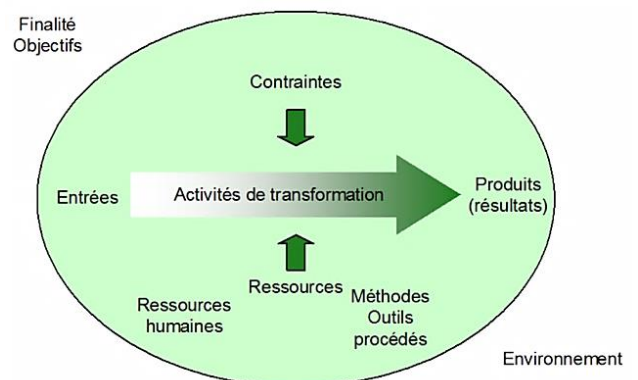 Finalité
Objectifs
Contraintes
Entrées
Activités de transformation
Produits
(résultats)
Ressources
Ressources
humaines
Méthodes
Outils
procédés
Environnement